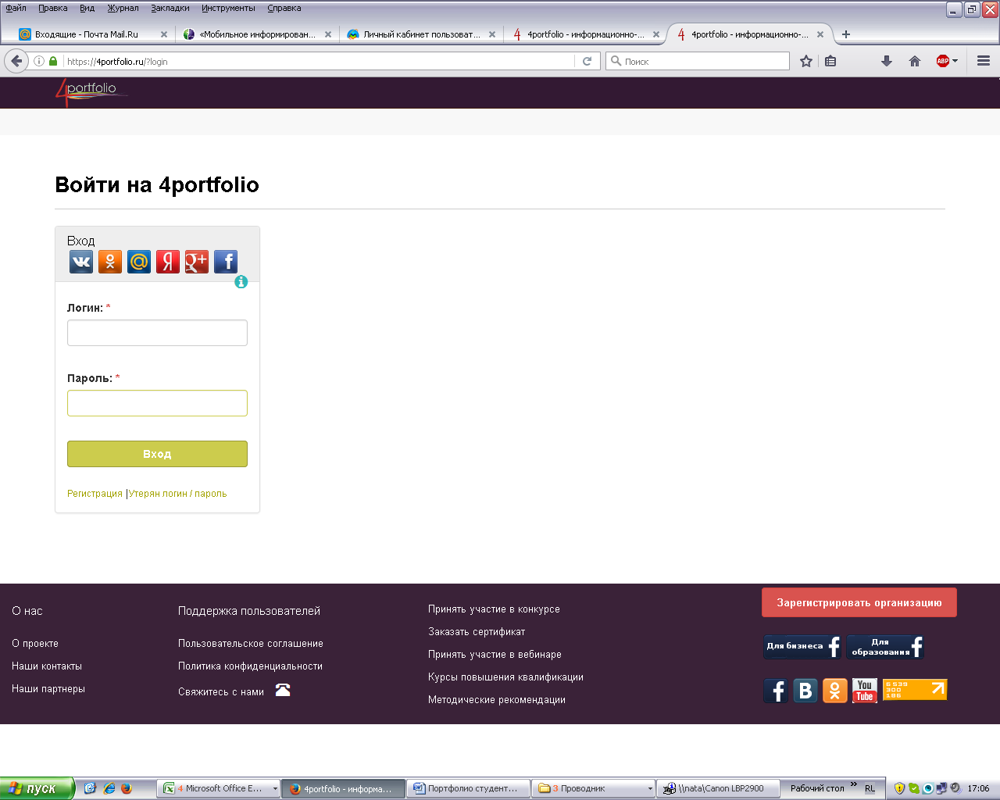 Файл Правка Вид Журнал Закладки Инструменты Справка
Входящие - Почта Mail.Ru
«Мобильное информирован...
Личный кабинет пользоват...
4portfolio - информационно-...
4portfolio - информационно-...
https://4portfolio.ru/?login
Поиск
ABP
4portfolio
Войти на 4portfolio
Вход
Логин: *
Пароль: *
Вход
Регистрация |Утерян логин / пароль
О нас
О проекте
Наши контакты
Наши партнеры
Поддержка пользователей
Пользовательское соглашение
Политика конфиденциальности
Свяжитесь с нами
Принять участие в конкурсе
Заказать сертификат
Принять участие в вебинаре
Курсы повышения квалификации
Методические рекомендации
Зарегистрировать организацию
Для бизнеса
Для
образования
You
Tube
пуск
4 Microsoft Office E...
4portfolio - информа...
Портфолио студент...
3 Проводник
\\nata\Canon LBP2900
Рабочий стол
RL
17:06